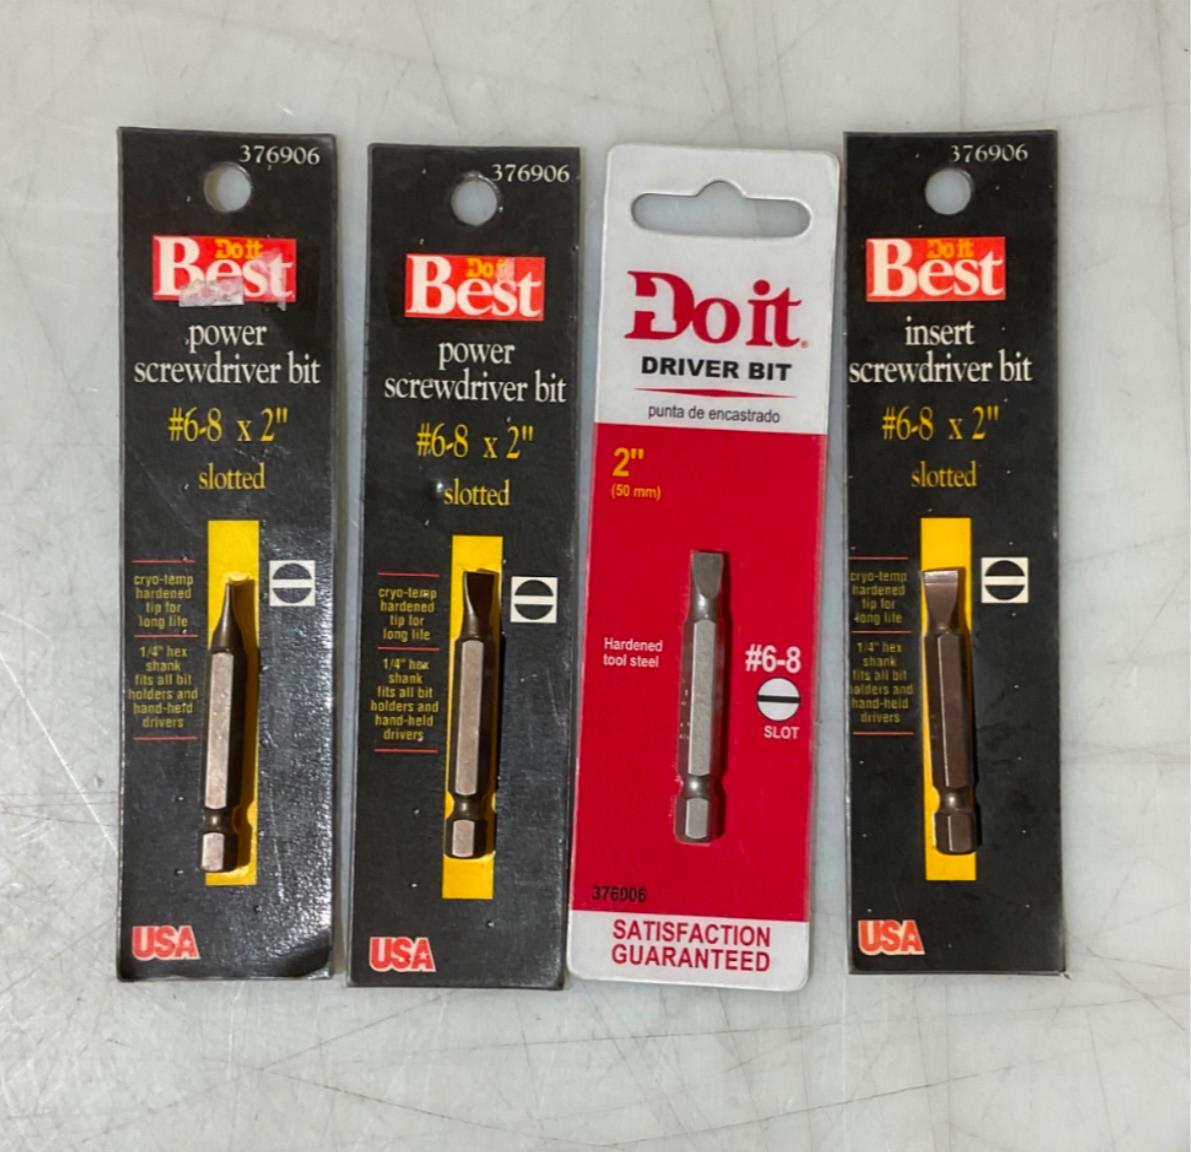 376906
Do it
Best
power
screwdriver bit
#6-8 x 2"
slotted
cryo-temp
hardened
tip for
long life
1/4" hex
shank
fits all bit
holders and
hand-held
drivers
USA
376906
Do it
Best
power
screwdriver bit
#6-8 x 2"
slotted
cryo-temp
hardened
tip for
long life
1/4" hex
shank
fits all bit
holders and
hand-held
drivers
USA
Do it®
DRIVER BIT
punta de encastrado
2"
(50 mm)
Hardened
tool steel
#6-8
SLOT
376906
SATISFACTION
GUARANTEED
376906
Do it
Best
insert
screwdriver bit
#6-8 x 2"
slotted
cryo-temp
hardened
tip for
long life
1/4" hex
shank
fits all bit
holders and
hand-held
drivers
USA